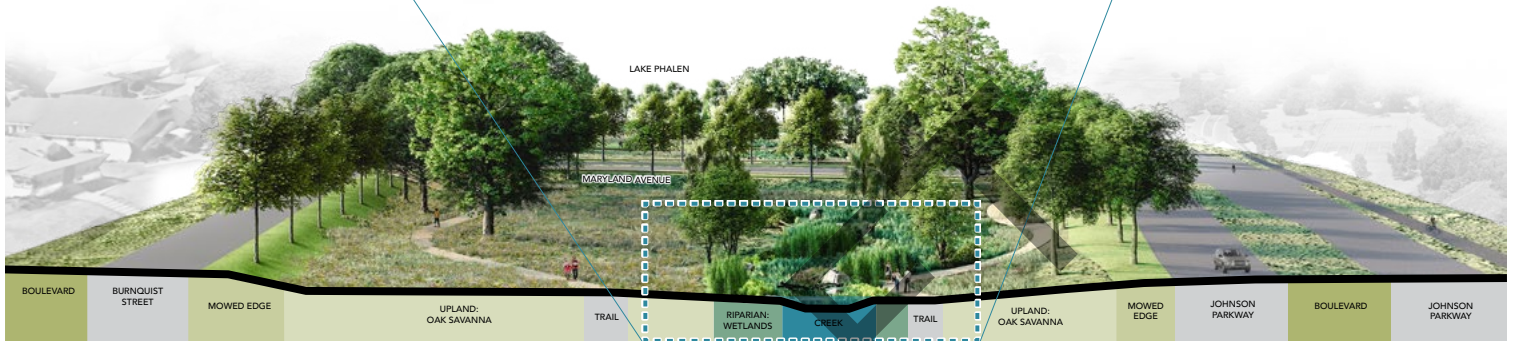 LAKE PHALEN
MARYLAND AVENUE
BOULEVARD
BURNQUIST
STREET
MOWED EDGE
UPLAND:
OAK SAVANNA
TRAIL
RIPARIAN:
WETLANDS
CREEK
TRAIL
UPLAND:
OAK SAVANNA
MOWED
EDGE
JOHNSON
PARKWAY
BOULEVARD
JOHNSON
PARKWAY